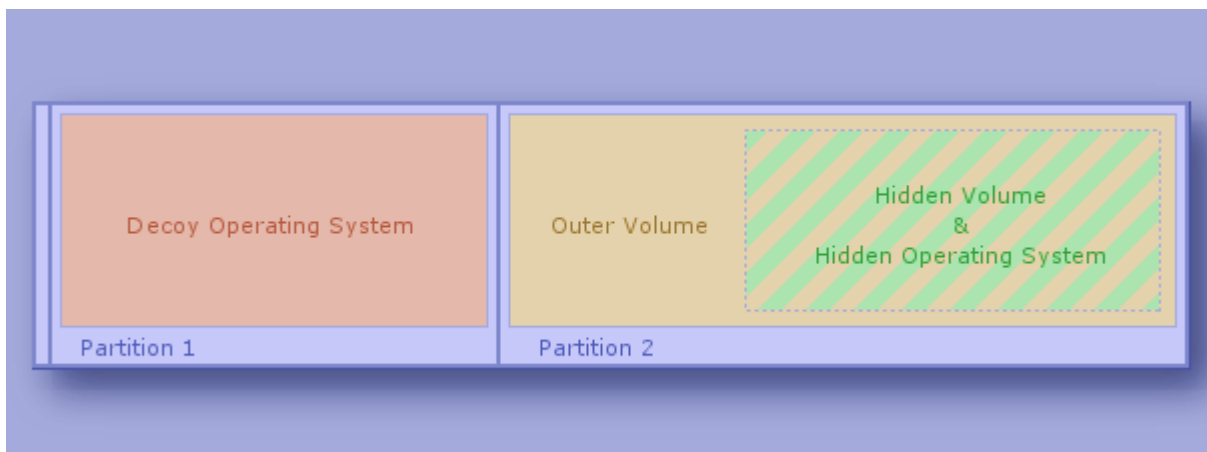 Decoy Operating System
Outer Volume
Hidden Volume
&
Hidden Operating System
Partition 1
Partition 2